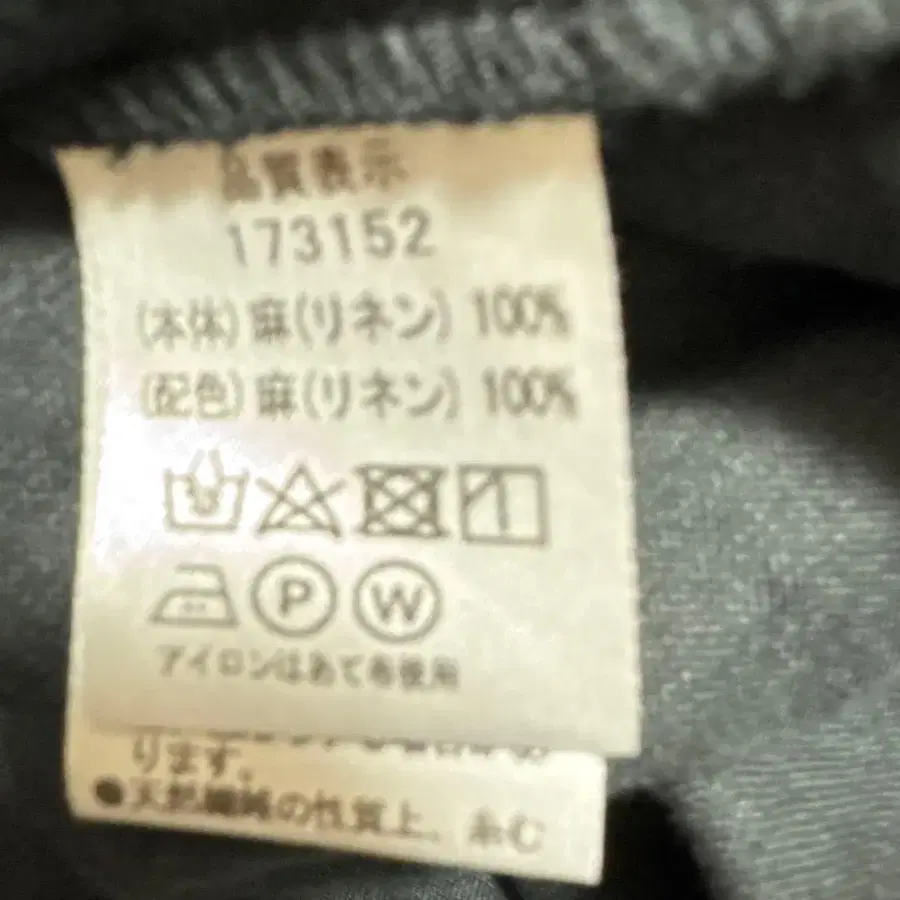 品質表示
173152
(本体) 麻(リネン) 100%
(配色) 麻(リネン) 100%
P W
アイロンはあて布使用
ります。
●天然繊維の性質上、糸む